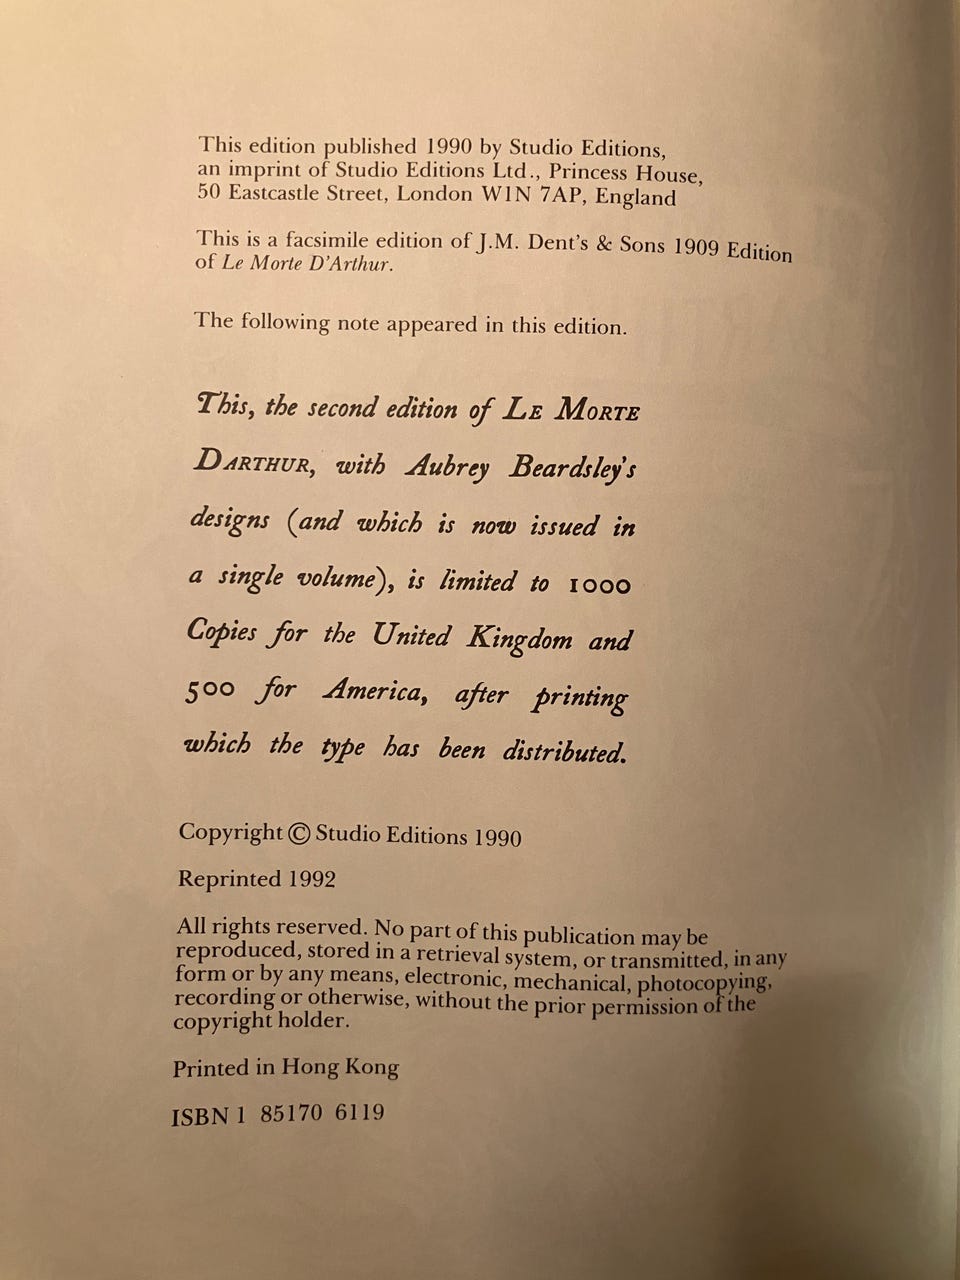 This edition published 1990 by Studio Editions,
an imprint of Studio Editions Ltd., Princess House,
50 Eastcastle Street, London W1N 7AP, England
This is a facsimile edition of J.M. Dent's & Sons 1909 Edition
of Le Morte D'Arthur.
The following note appeared in this edition.
This, the second edition of LE MORTE
DARTHUR, with Aubrey Beardsley's
designs (and which is now issued in
a single volume), is limited to 1000
Copies for the United Kingdom and
500 for America, after printing
which the type has been distributed.
Copyright © Studio Editions 1990
Reprinted 1992
All rights reserved. No part of this publication may be
reproduced, stored in a retrieval system, or transmitted, in any
form or by any means, electronic, mechanical, photocopying,
recording or otherwise, without the prior permission of the
copyright holder.
Printed in Hong Kong
ISBN 1 85170 6119